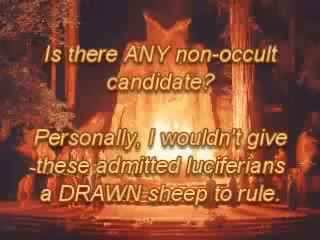 Is there ANY non-occult
candidate?
Personally, I wouldn't give
these admitted luciferians
a DRAWN sheep to rule.